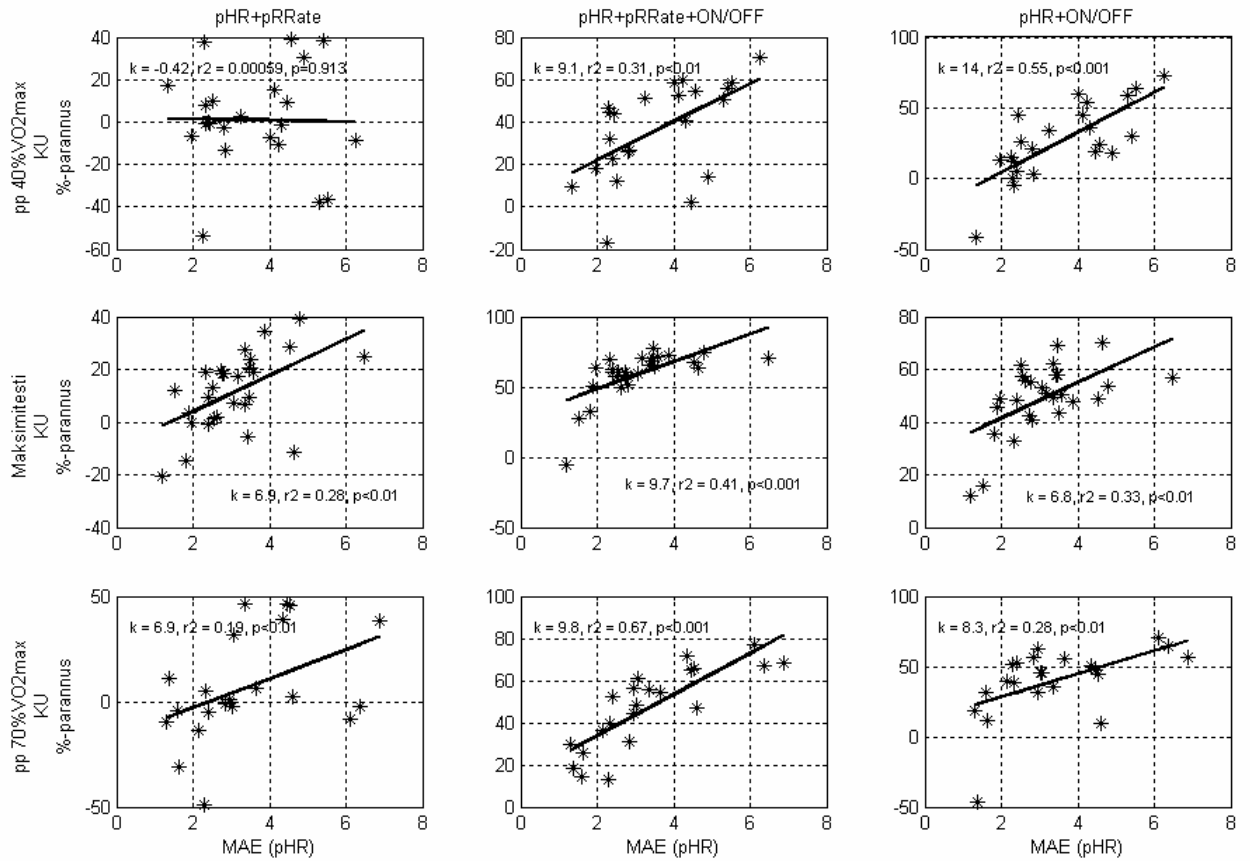 pHR+pRRate
pHR+pRRate+ON/OFF
pHR+ON/OFF
pp 40%VO2max
KU
%-parannus
40
20
0
-20
-40
-60
k = -0.42, r2 = 0.00059, p=0.913
0 2 4 6 8
80
60
40
20
0
-20
k = 9.1, r2 = 0.31, p<0.01
0 2 4 6 8
100
50
0
-50
k = 14, r2 = 0.55, p<0.001
0 2 4 6 8
Maksimitesti
KU
%-parannus
40
20
0
-20
-40
k = 6.9, r2 = 0.28, p<0.01
0 2 4 6 8
100
50
0
-50
k = 9.7, r2 = 0.41, p<0.001
0 2 4 6 8
80
60
40
20
0
k = 6.8, r2 = 0.33, p<0.01
0 2 4 6 8
pp 70%VO2max
KU
%-parannus
50
0
-50
k = 6.9, r2 = 0.19, p<0.01
0 2 4 6 8
MAE (pHR)
100
80
60
40
20
0
k = 9.8, r2 = 0.67, p<0.001
0 2 4 6 8
MAE (pHR)
100
50
0
-50
k = 8.3, r2 = 0.28, p<0.01
0 2 4 6 8
MAE (pHR)